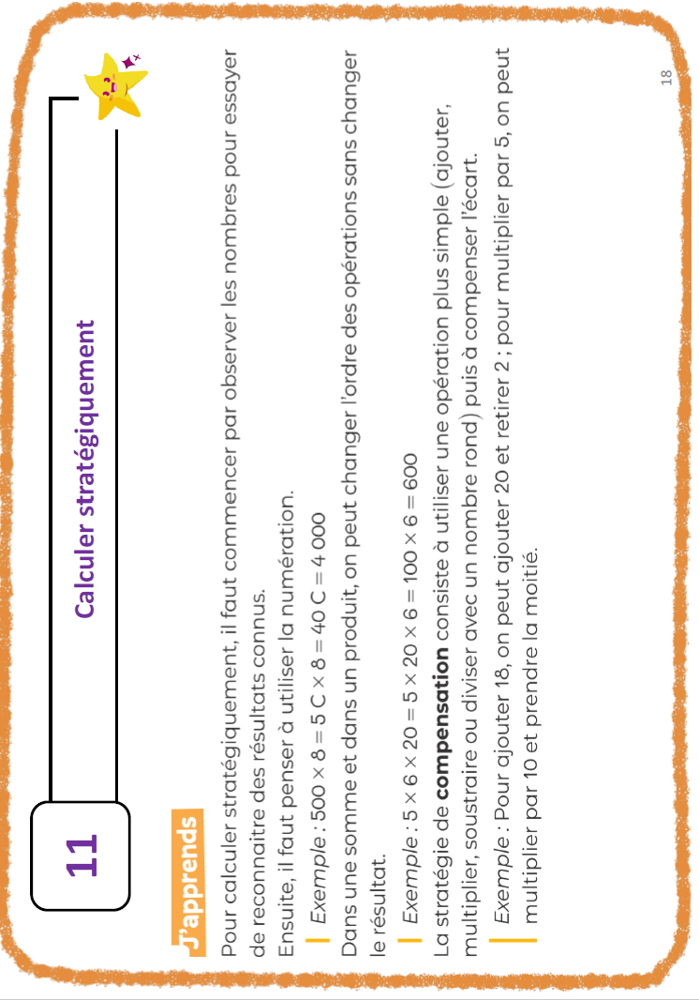 11
Calculer stratégiquement
J'apprends
Pour calculer stratégiquement, il faut commencer par observer les nombres pour essayer
de reconnaitre des résultats connus.
Ensuite, il faut penser à utiliser la numération.
Exemple : 500 × 8 = 5 C × 8 = 40 C = 4 000
Dans une somme et dans un produit, on peut changer l'ordre des opérations sans changer
le résultat.
Exemple : 5 × 6 × 20 = 5 × 20 × 6 = 100 × 6 = 600
La stratégie de compensation consiste à utiliser une opération plus simple (ajouter,
multiplier, soustraire ou diviser avec un nombre rond) puis à compenser l'écart.
Exemple : Pour ajouter 18, on peut ajouter 20 et retirer 2 ; pour multiplier par 5, on peut
multiplier par 10 et prendre la moitié.
18